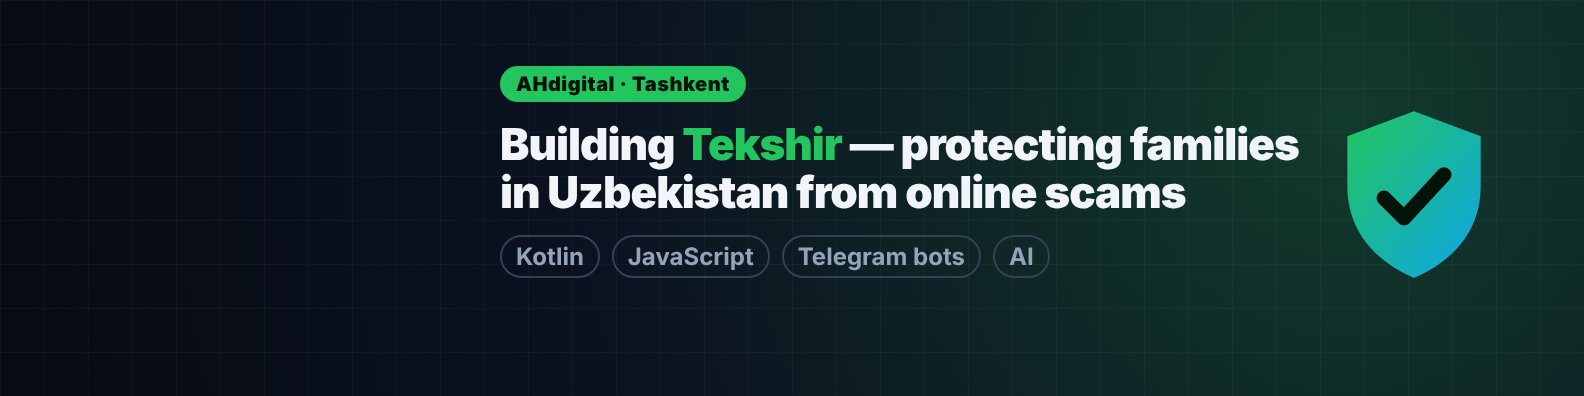 AHdigital · Tashkent
Building Tekshir — protecting families
in Uzbekistan from online scams
Kotlin JavaScript Telegram bots AI